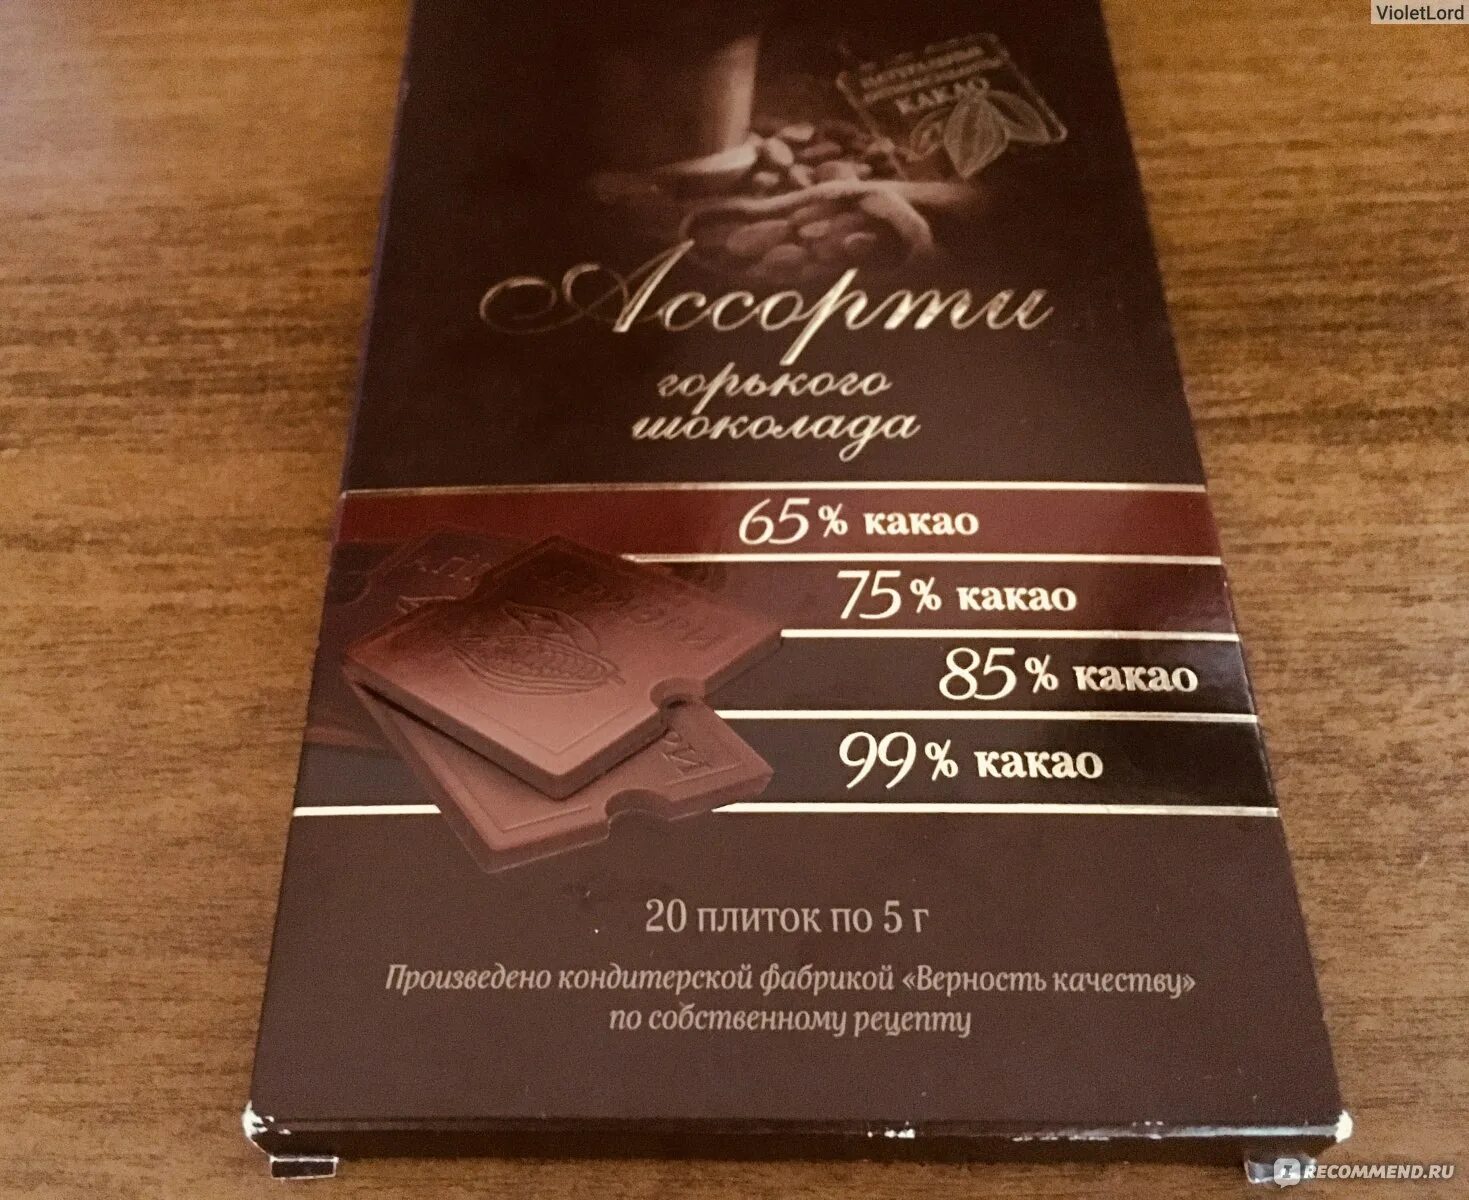 VioletLord
КАКАО
Ассорти
горького
шоколада
65% какао
75% какао
85% какао
99% какао
20 плиток по 5 г
Произведено кондитерской фабрикой «Верность качеству»
по собственному рецепту
RECOMMEND.RU